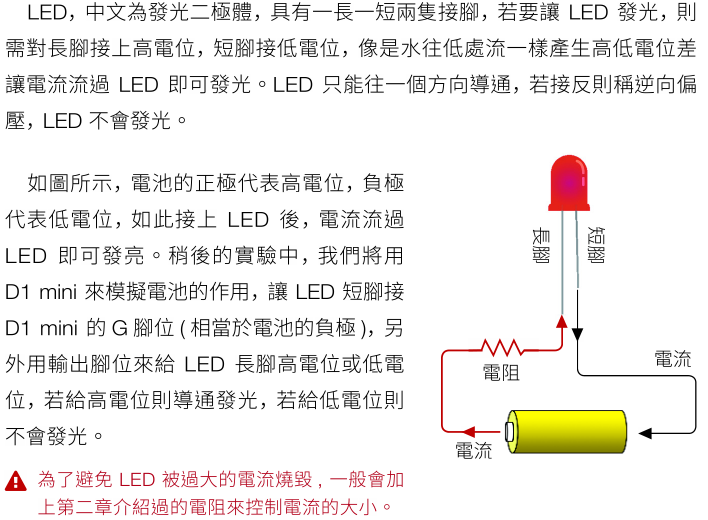 LED，中文為發光二極體，具有一長一短兩隻接腳，若要讓 LED 發光，則
需對長腳接上高電位，短腳接低電位，像是水往低處流一樣產生高低電位差
讓電流流過 LED 即可發光。LED 只能往一個方向導通，若接反則稱逆向偏
壓，LED 不會發光。
如圖所示，電池的正極代表高電位，負極
代表低電位，如此接上 LED 後，電流流過
LED 即可發亮。稍後的實驗中，我們將用
D1 mini 來模擬電池的作用，讓 LED 短腳接
D1 mini 的 G 腳位 ( 相當於電池的負極 )，另
外用輸出腳位來給 LED 長腳高電位或低電
位，若給高電位則導通發光，若給低電位則
不會發光。
為了避免 LED 被過大的電流燒毀，一般會加
上第二章介紹過的電阻來控制電流的大小。
長腳
短腳
電阻
電流
電流